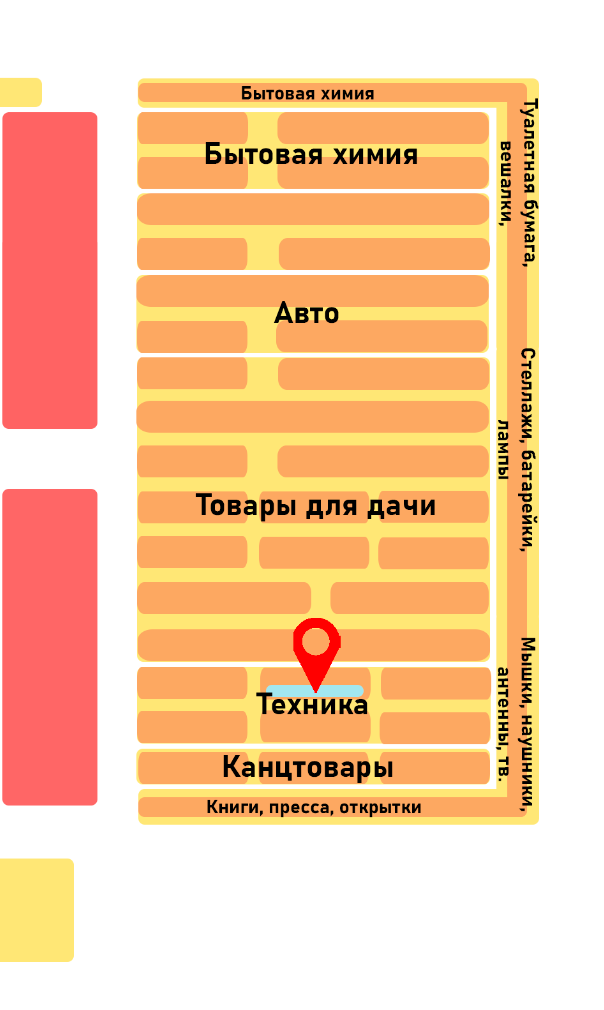 Бытовая химия
Бытовая химия
Туалетная бумага,
вешалки,
Авто
Стеллажи, батарейки,
лампы
Товары для дачи
Мышки, наушники,
антенны, тв.
Техника
Канцтовары
Книги, пресса, открытки